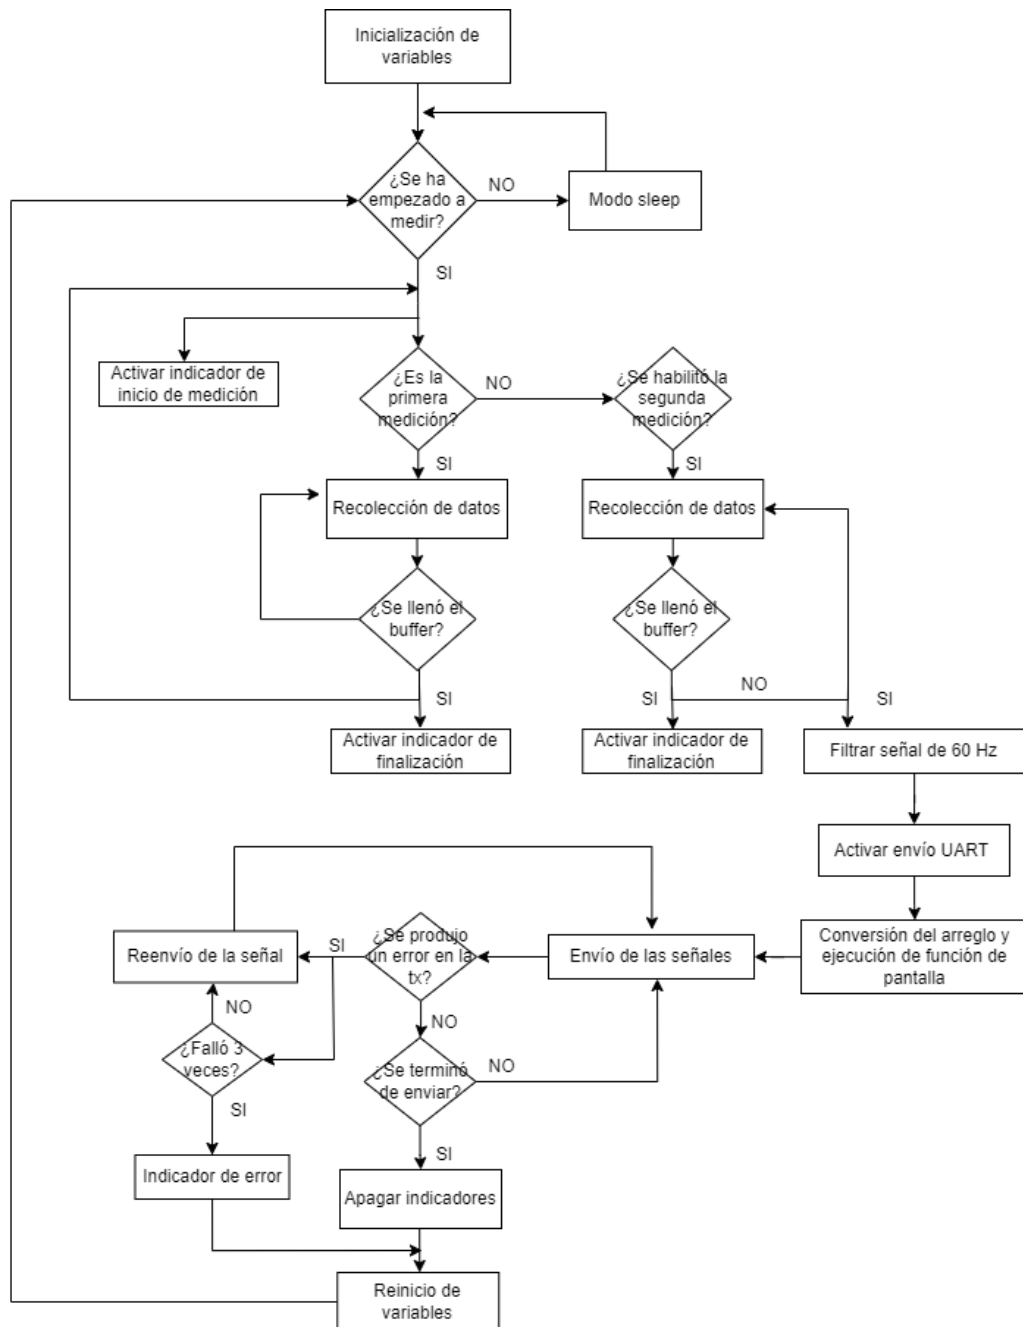 Inicialización de
variables
¿Se ha
empezado a
medir?
NO
Modo sleep
SI
Activar indicador de
inicio de medición
¿Es la
primera
medición?
NO
¿Se habilitó la
segunda
medición?
SI
SI
Recolección de datos
Recolección de datos
¿Se llenó el
buffer?
¿Se llenó el
buffer?
SI
SI
NO
SI
Activar indicador de
finalización
Activar indicador de
finalización
Filtrar señal de 60 Hz
Activar envío UART
Conversión del arreglo y
ejecución de función de
pantalla
Envío de las señales
¿Se produjo
un error en la
tx?
SI
Reenvío de la señal
NO
NO
¿Falló 3
veces?
¿Se terminó
de enviar?
NO
SI
SI
Indicador de error
Apagar indicadores
Reinicio de
variables